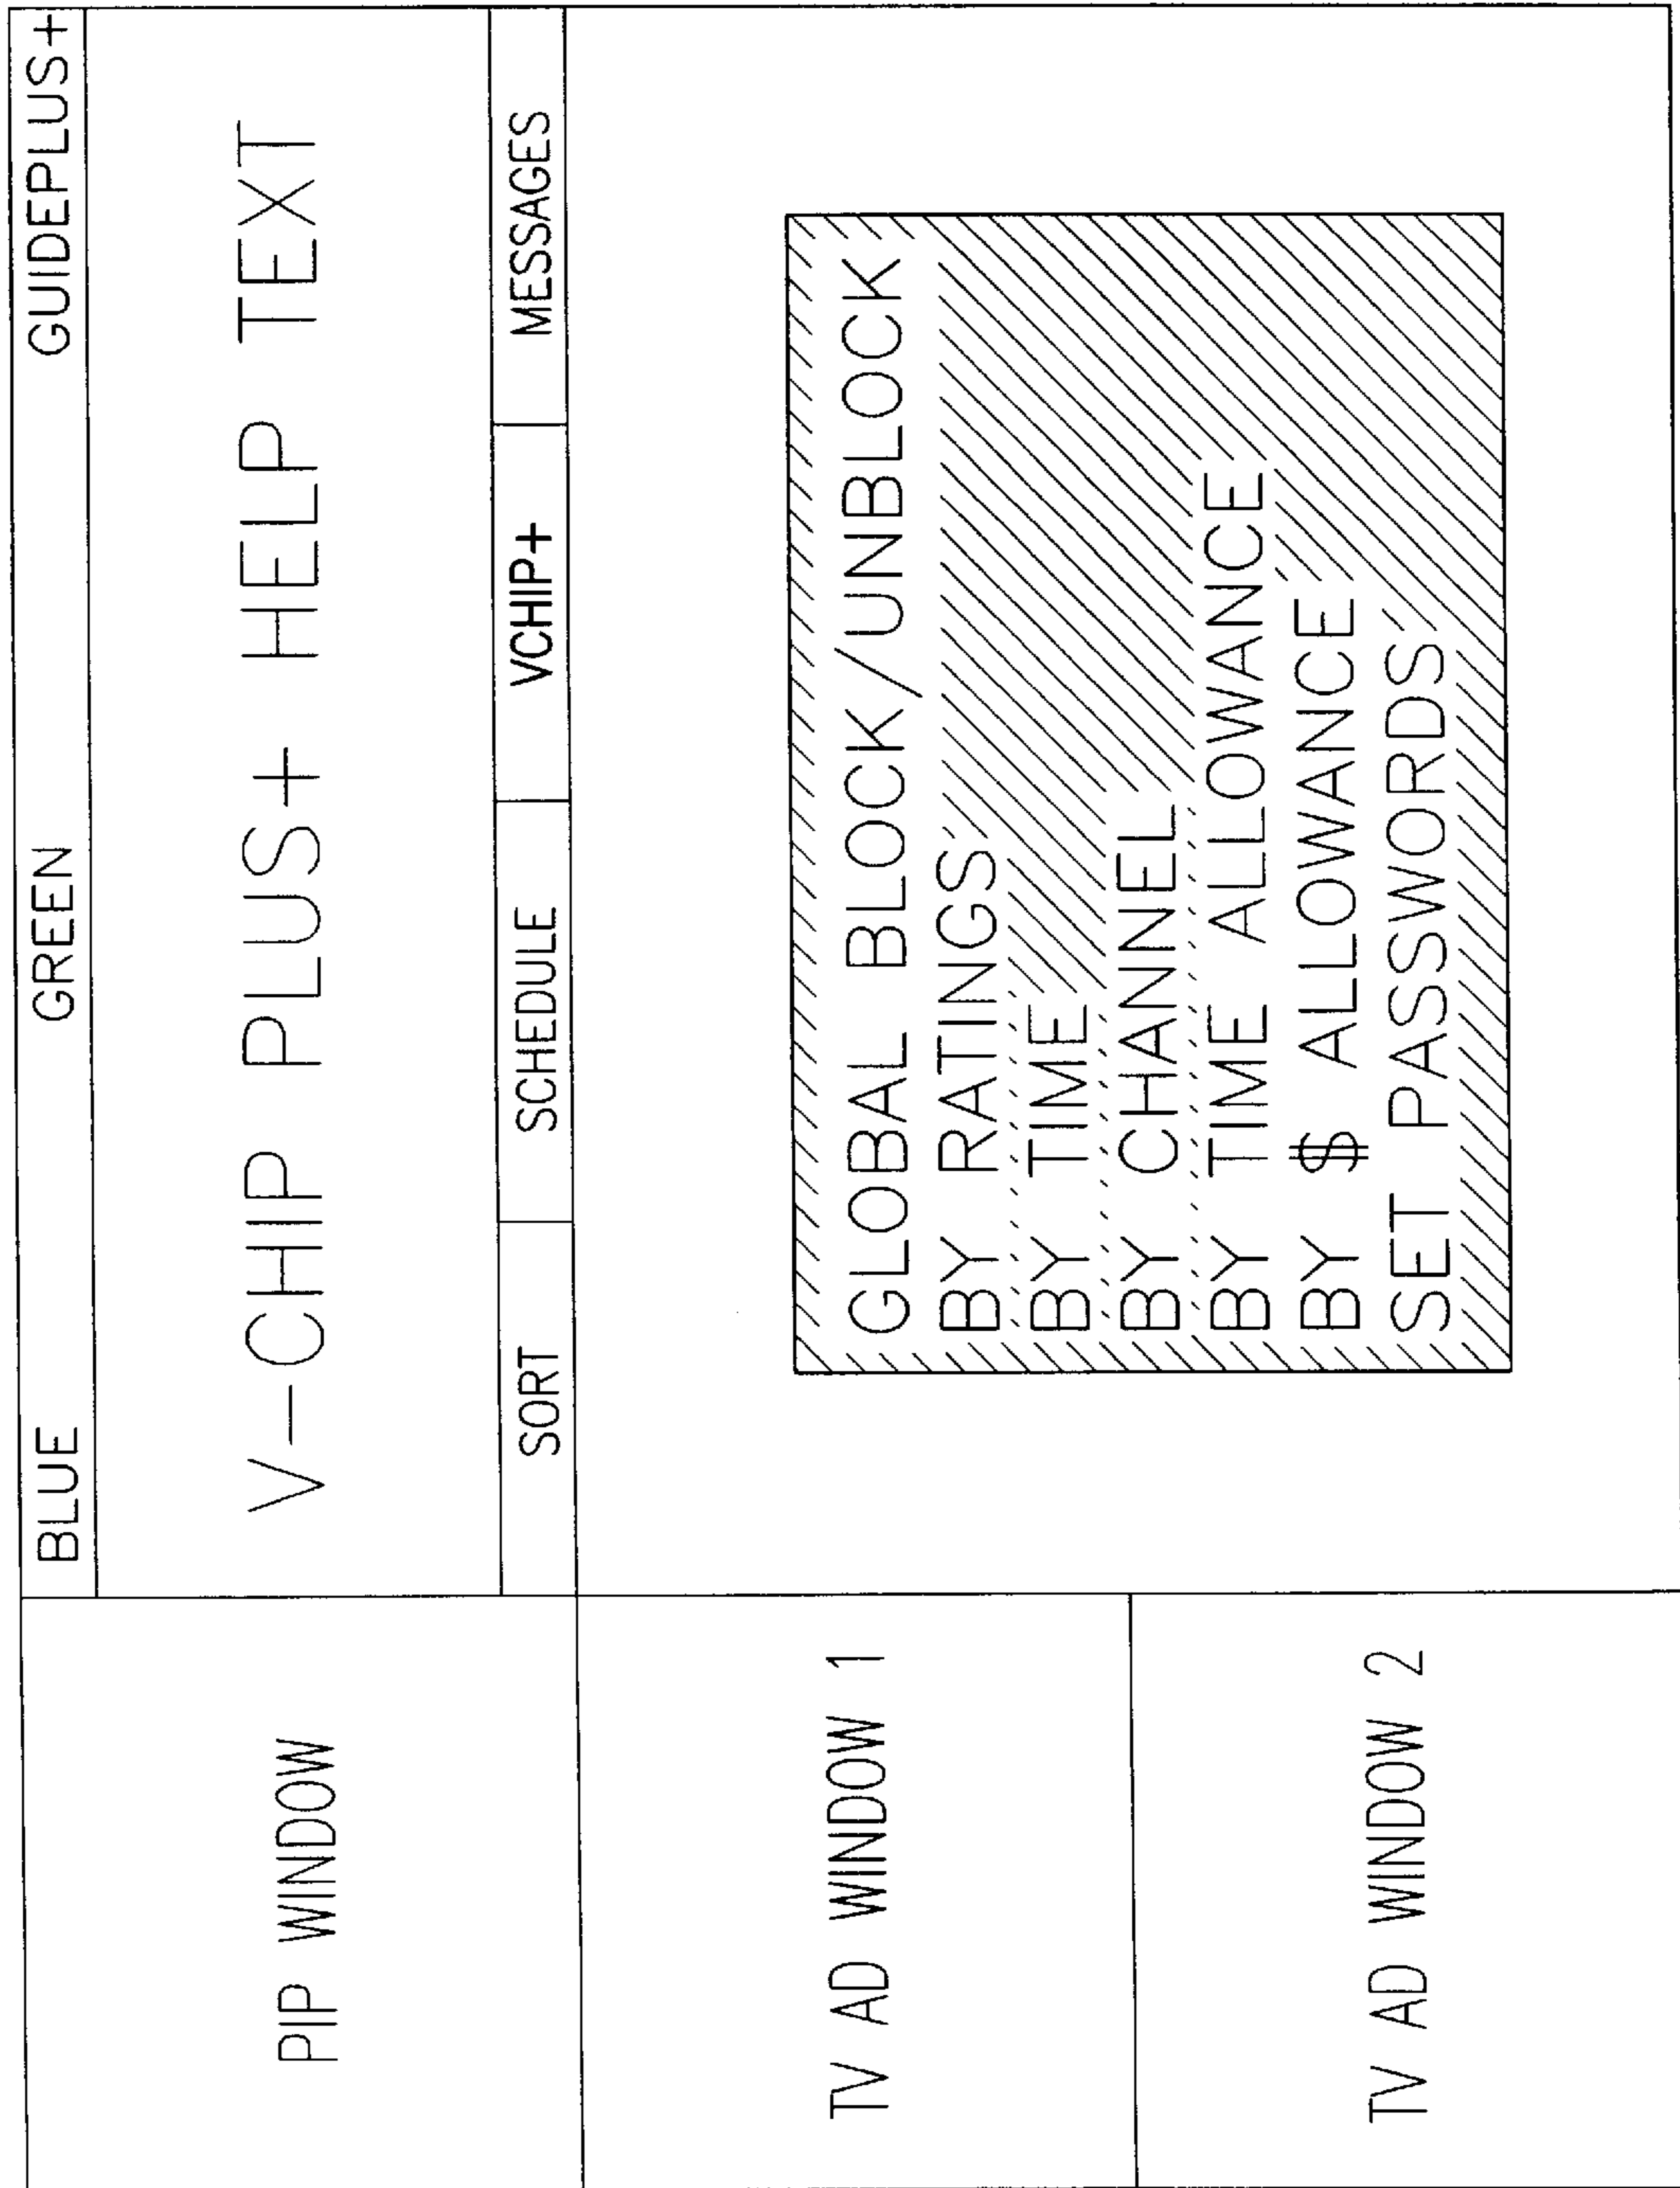 BLUE GREEN GUIDEPLUS+
PIP WINDOW
V-CHIP PLUS+ HELP TEXT
SORT SCHEDULE VCHIP+ MESSAGES
TV AD WINDOW 1
TV AD WINDOW 2
GLOBAL BLOCK/UNBLOCK
BY RATINGS
BY TIME
BY CHANNEL
BY TIME ALLOWANCE
BY $ ALLOWANCE
SET PASSWORDS